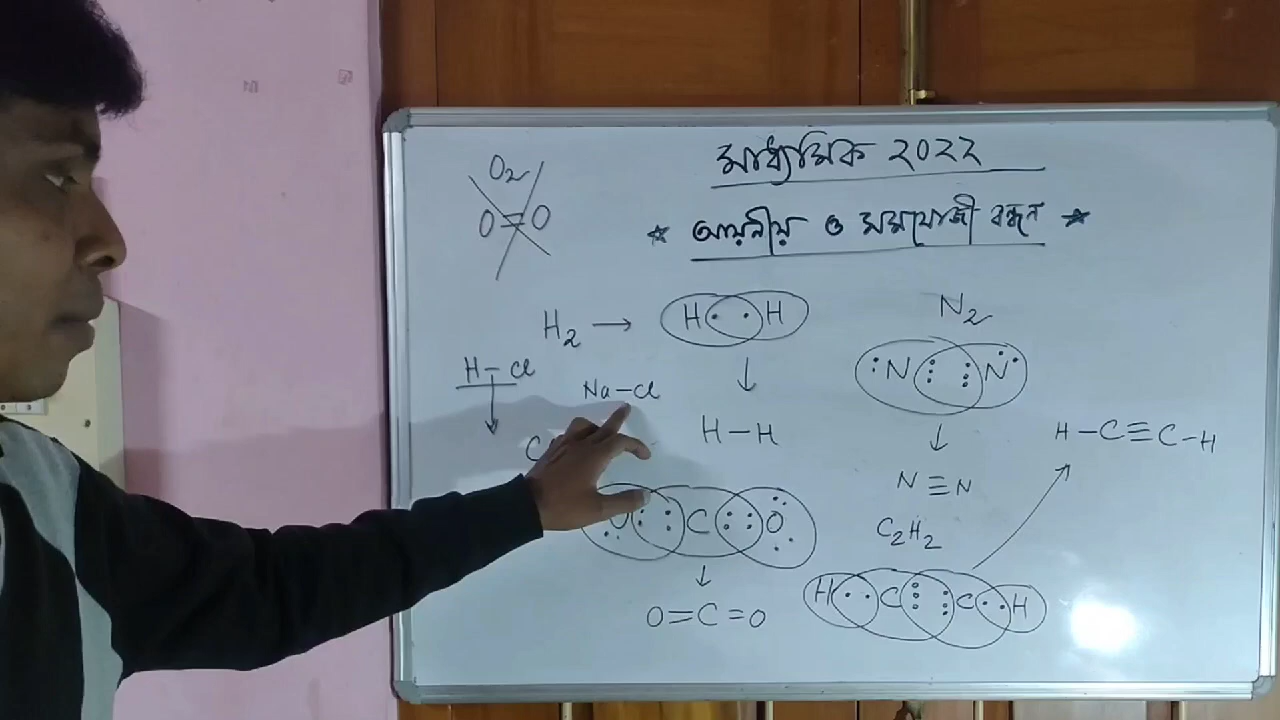 মাধ্যমিক ২০২২
* আয়নীয় ও সমযোজী বন্ধন *
O₂
O=O
H₂ → H H
N₂
N N
H-Cl
Na-Cl
H-H
H-C≡C-H
N≡N
C
O C O
C₂H₂
H C C H
O=C=O